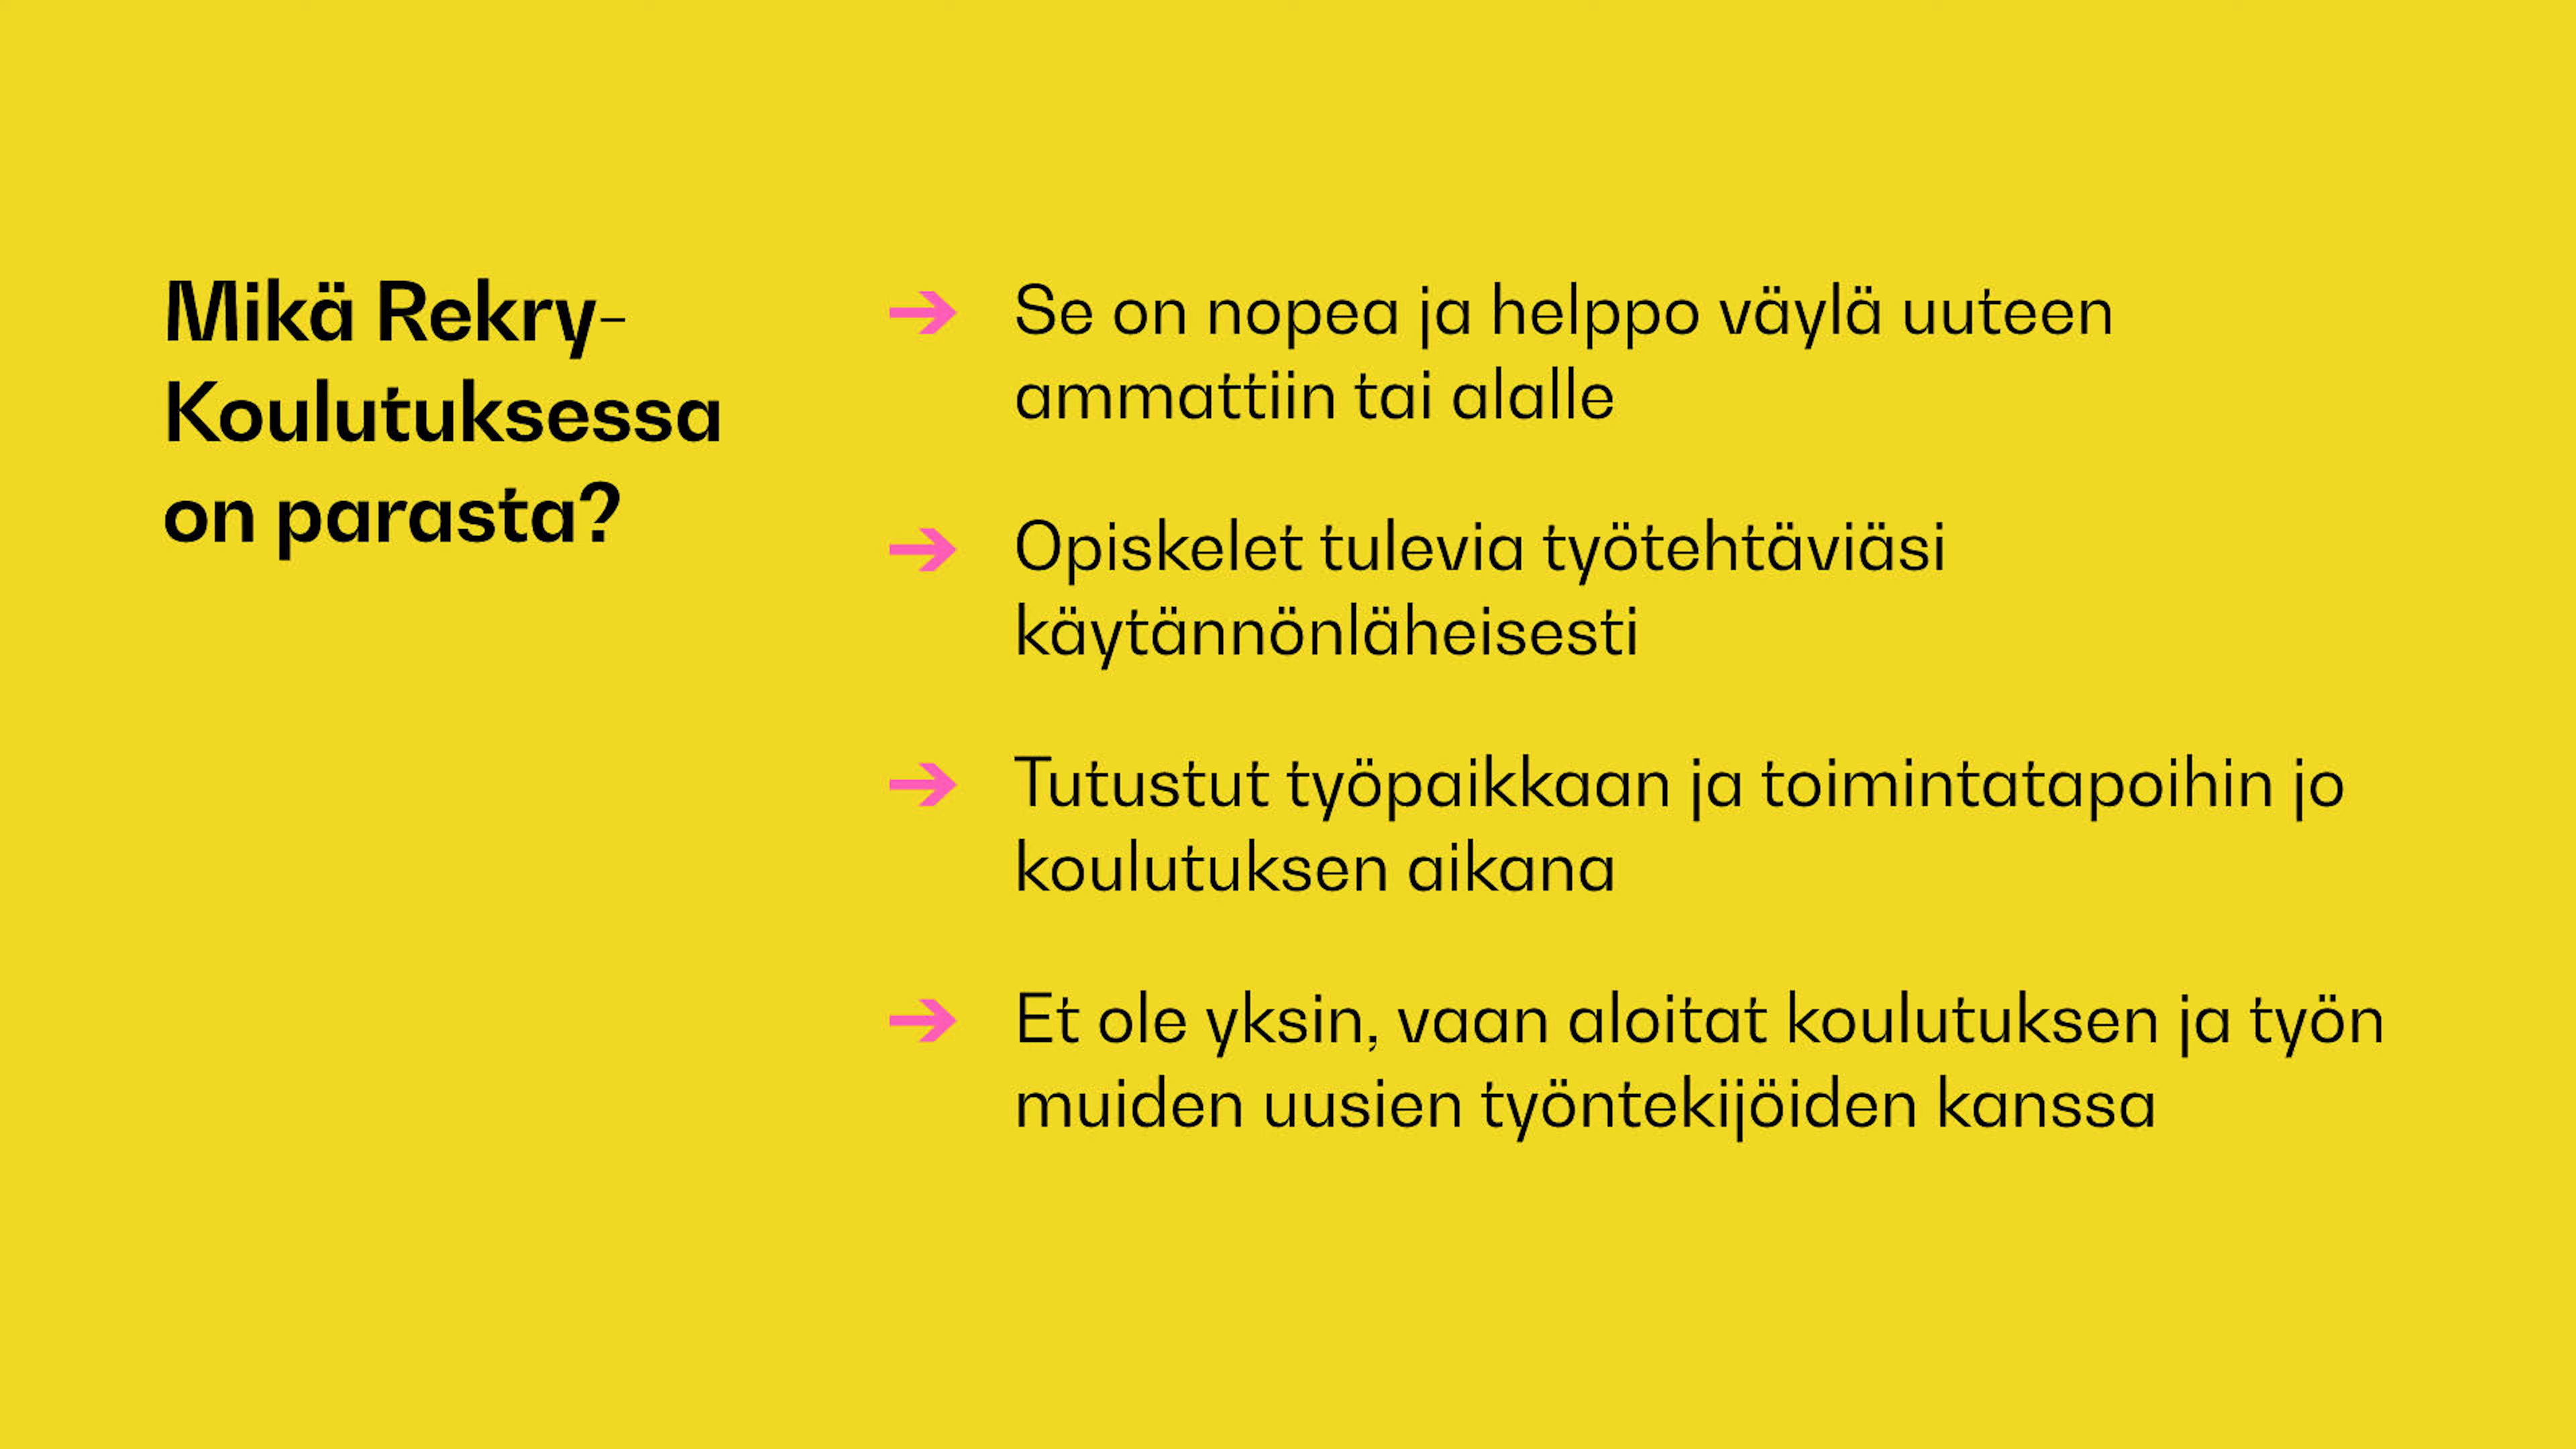 Mikä Rekry-
Koulutuksessa
on parasta?
Se on nopea ja helppo väylä uuteen
ammattiin tai alalle
Opiskelet tulevia työtehtäviäsi
käytännönläheisesti
Tutustut työpaikkaan ja toimintatapoihin jo
koulutuksen aikana
Et ole yksin, vaan aloitat koulutuksen ja työn
muiden uusien työntekijöiden kanssa